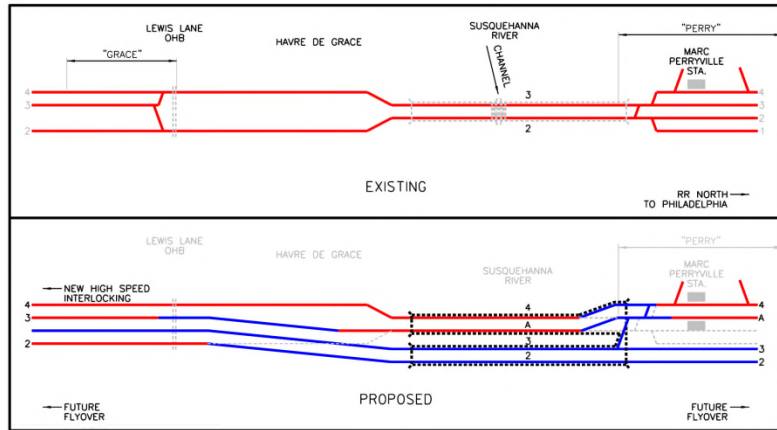 LEWIS LANE
OHB
HAVRE DE GRACE
SUSQUEHANNA
RIVER
"PERRY"
"GRACE"
CHANNEL
MARC
PERRYVILLE
STA.
4
3
4
3
3
2
2
2
1
EXISTING
RR NORTH
TO PHILADELPHIA
LEWIS LANE
OHB
HAVRE DE GRACE
SUSQUEHANNA
RIVER
"PERRY"
NEW HIGH SPEED
INTERLOCKING
MARC
PERRYVILLE
STA.
4
4
4
3
A
A
2
3
3
2
2
PROPOSED
FUTURE
FLYOVER
FUTURE
FLYOVER